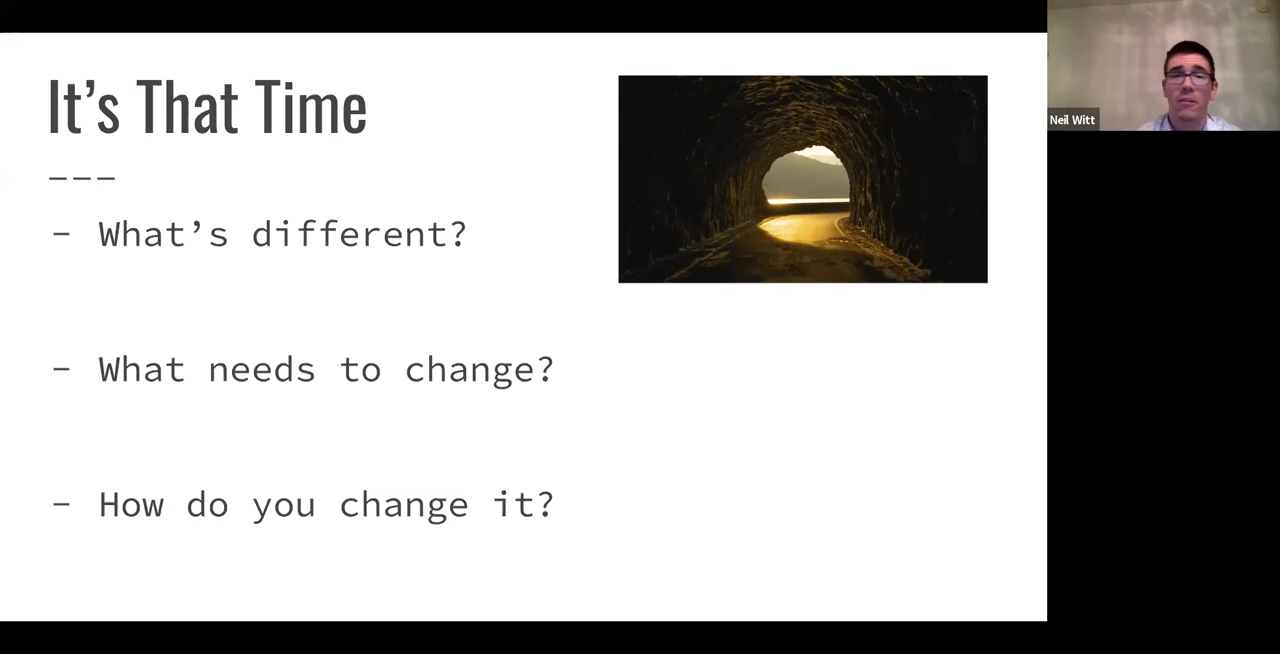 It’s That Time
– What’s different?
– What needs to change?
– How do you change it?
Neil Witt